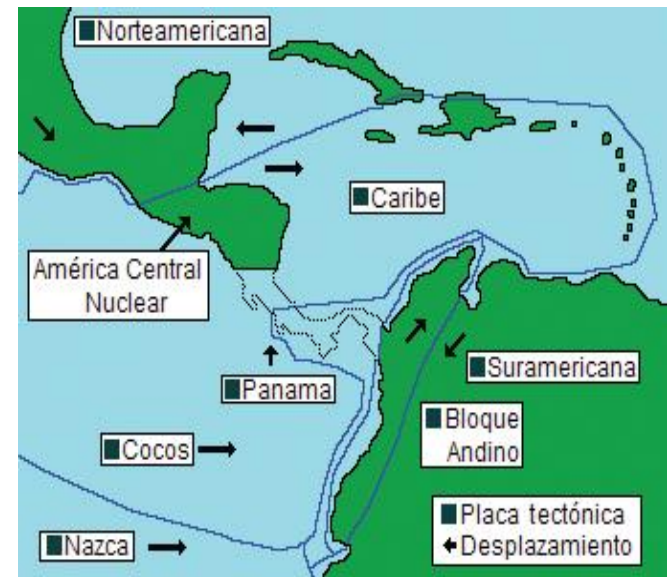 Norteamericana
Caribe
América Central
Nuclear
Panama
Suramericana
Bloque
Andino
Cocos
Nazca
Placa tectónica
Desplazamiento